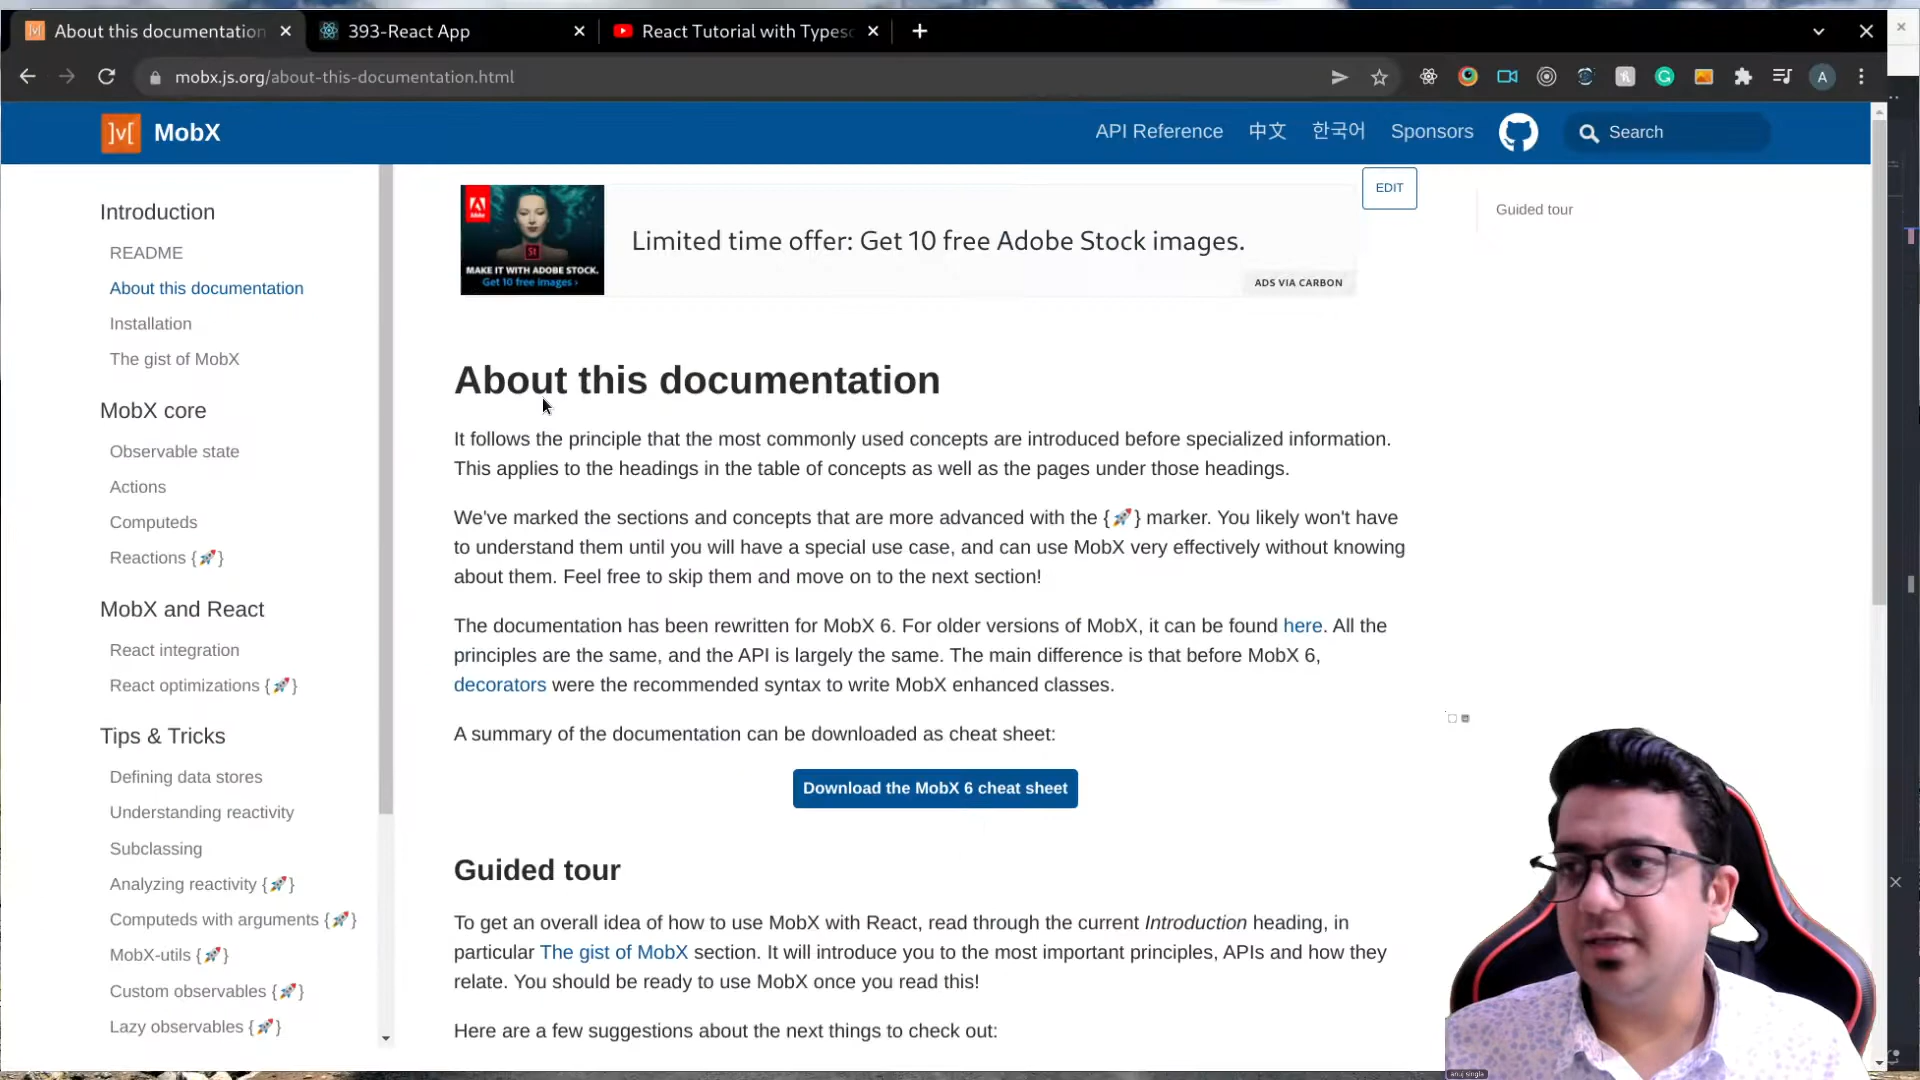 About this documentation
393-React App
React Tutorial with Typesc
mobx.js.org/about-this-documentation.html
A
]v[ MobX
API Reference
中文
한국어
Sponsors
Search
Introduction
README
About this documentation
Installation
The gist of MobX
MobX core
Observable state
Actions
Computeds
Reactions {🚀}
MobX and React
React integration
React optimizations {🚀}
Tips & Tricks
Defining data stores
Understanding reactivity
Subclassing
Analyzing reactivity {🚀}
Computeds with arguments {🚀}
MobX-utils {🚀}
Custom observables {🚀}
Lazy observables {🚀}
Adobe
St
MAKE IT WITH ADOBE STOCK.
Get 10 free images ›
Limited time offer: Get 10 free Adobe Stock images.
ADS VIA CARBON
EDIT
Guided tour
About this documentation
It follows the principle that the most commonly used concepts are introduced before specialized information.
This applies to the headings in the table of concepts as well as the pages under those headings.
We've marked the sections and concepts that are more advanced with the {🚀} marker. You likely won't have
to understand them until you will have a special use case, and can use MobX very effectively without knowing
about them. Feel free to skip them and move on to the next section!
The documentation has been rewritten for MobX 6. For older versions of MobX, it can be found here. All the
principles are the same, and the API is largely the same. The main difference is that before MobX 6,
decorators were the recommended syntax to write MobX enhanced classes.
A summary of the documentation can be downloaded as cheat sheet:
Download the MobX 6 cheat sheet
Guided tour
To get an overall idea of how to use MobX with React, read through the current Introduction heading, in
particular The gist of MobX section. It will introduce you to the most important principles, APIs and how they
relate. You should be ready to use MobX once you read this!
Here are a few suggestions about the next things to check out:
anuj singla